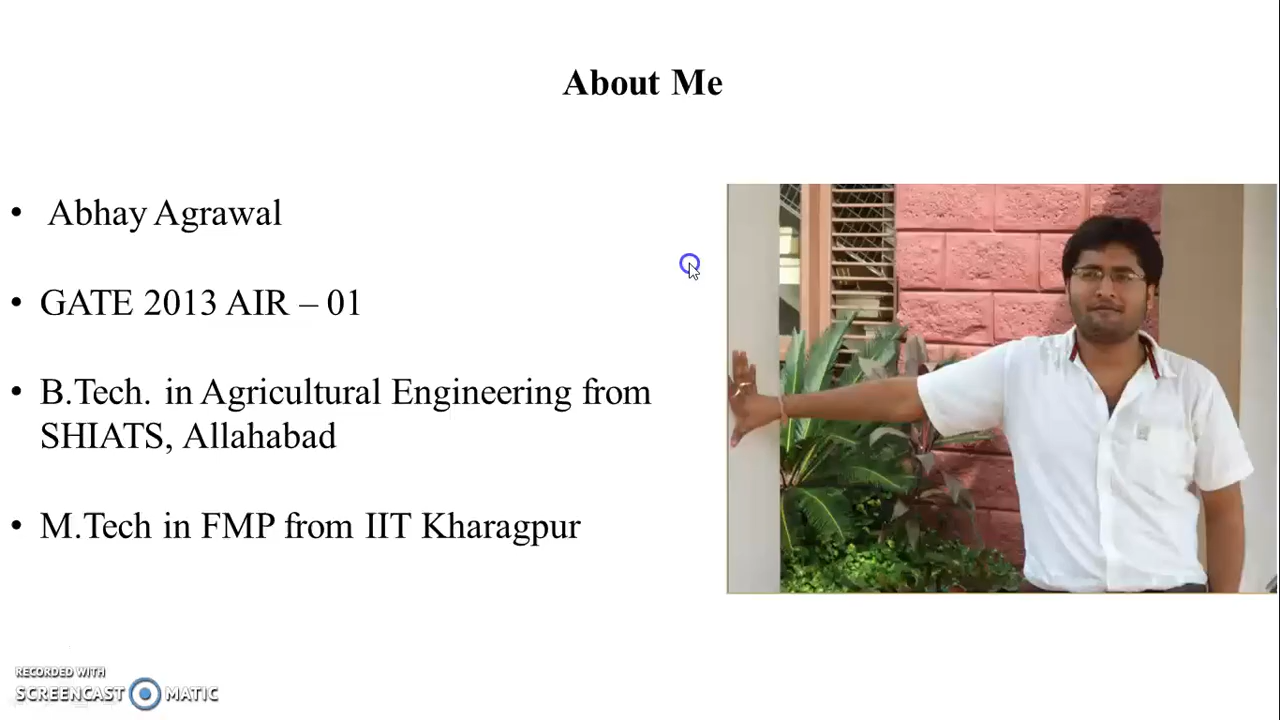 About Me
• Abhay Agrawal
• GATE 2013 AIR – 01
• B.Tech. in Agricultural Engineering from
SHIATS, Allahabad
• M.Tech in FMP from IIT Kharagpur
RECORDED WITH
SCREENCAST MATIC